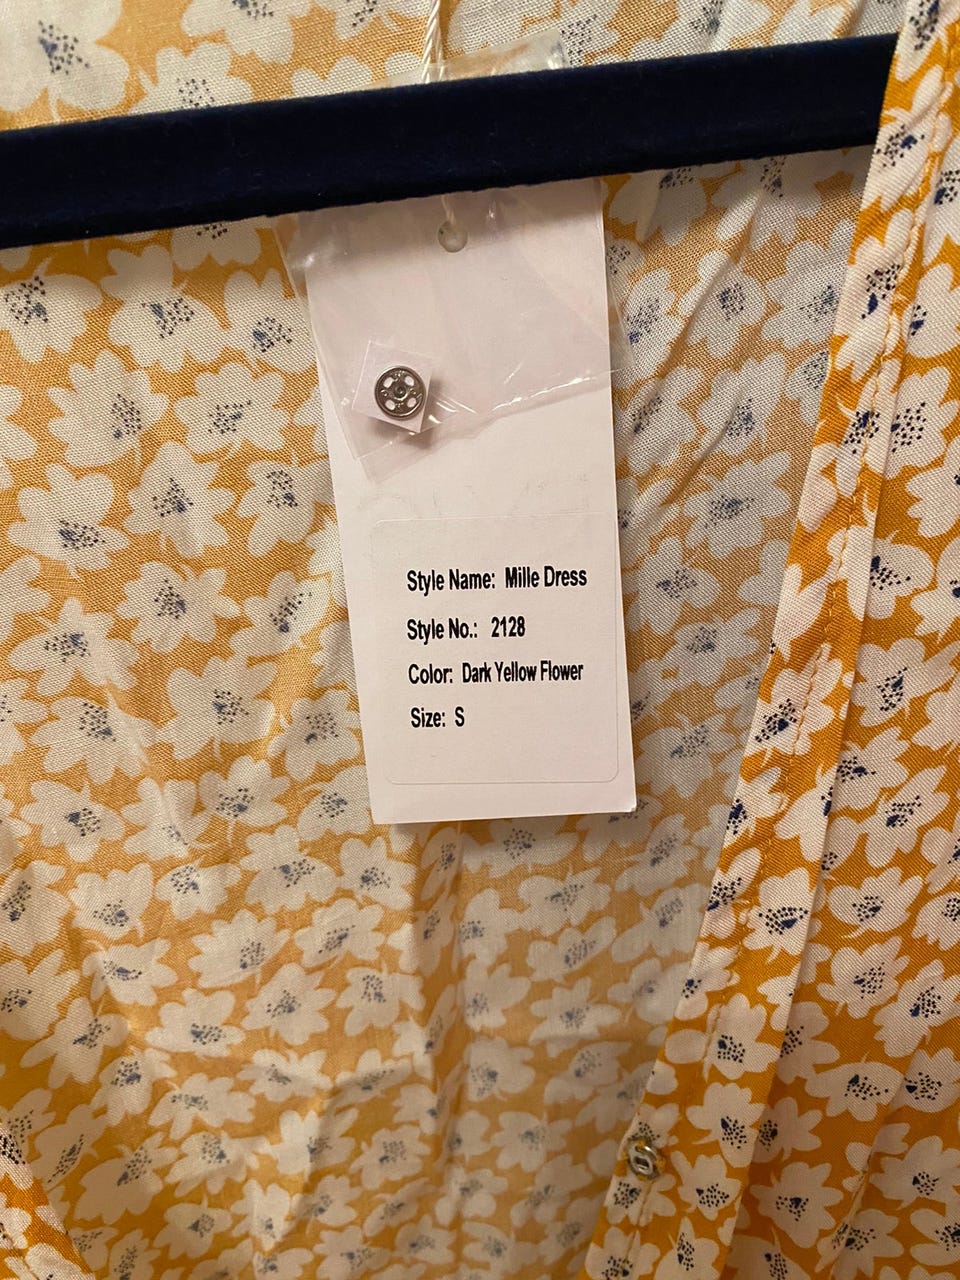 Style Name: Mille Dress
Style No.: 2128
Color: Dark Yellow Flower
Size: S